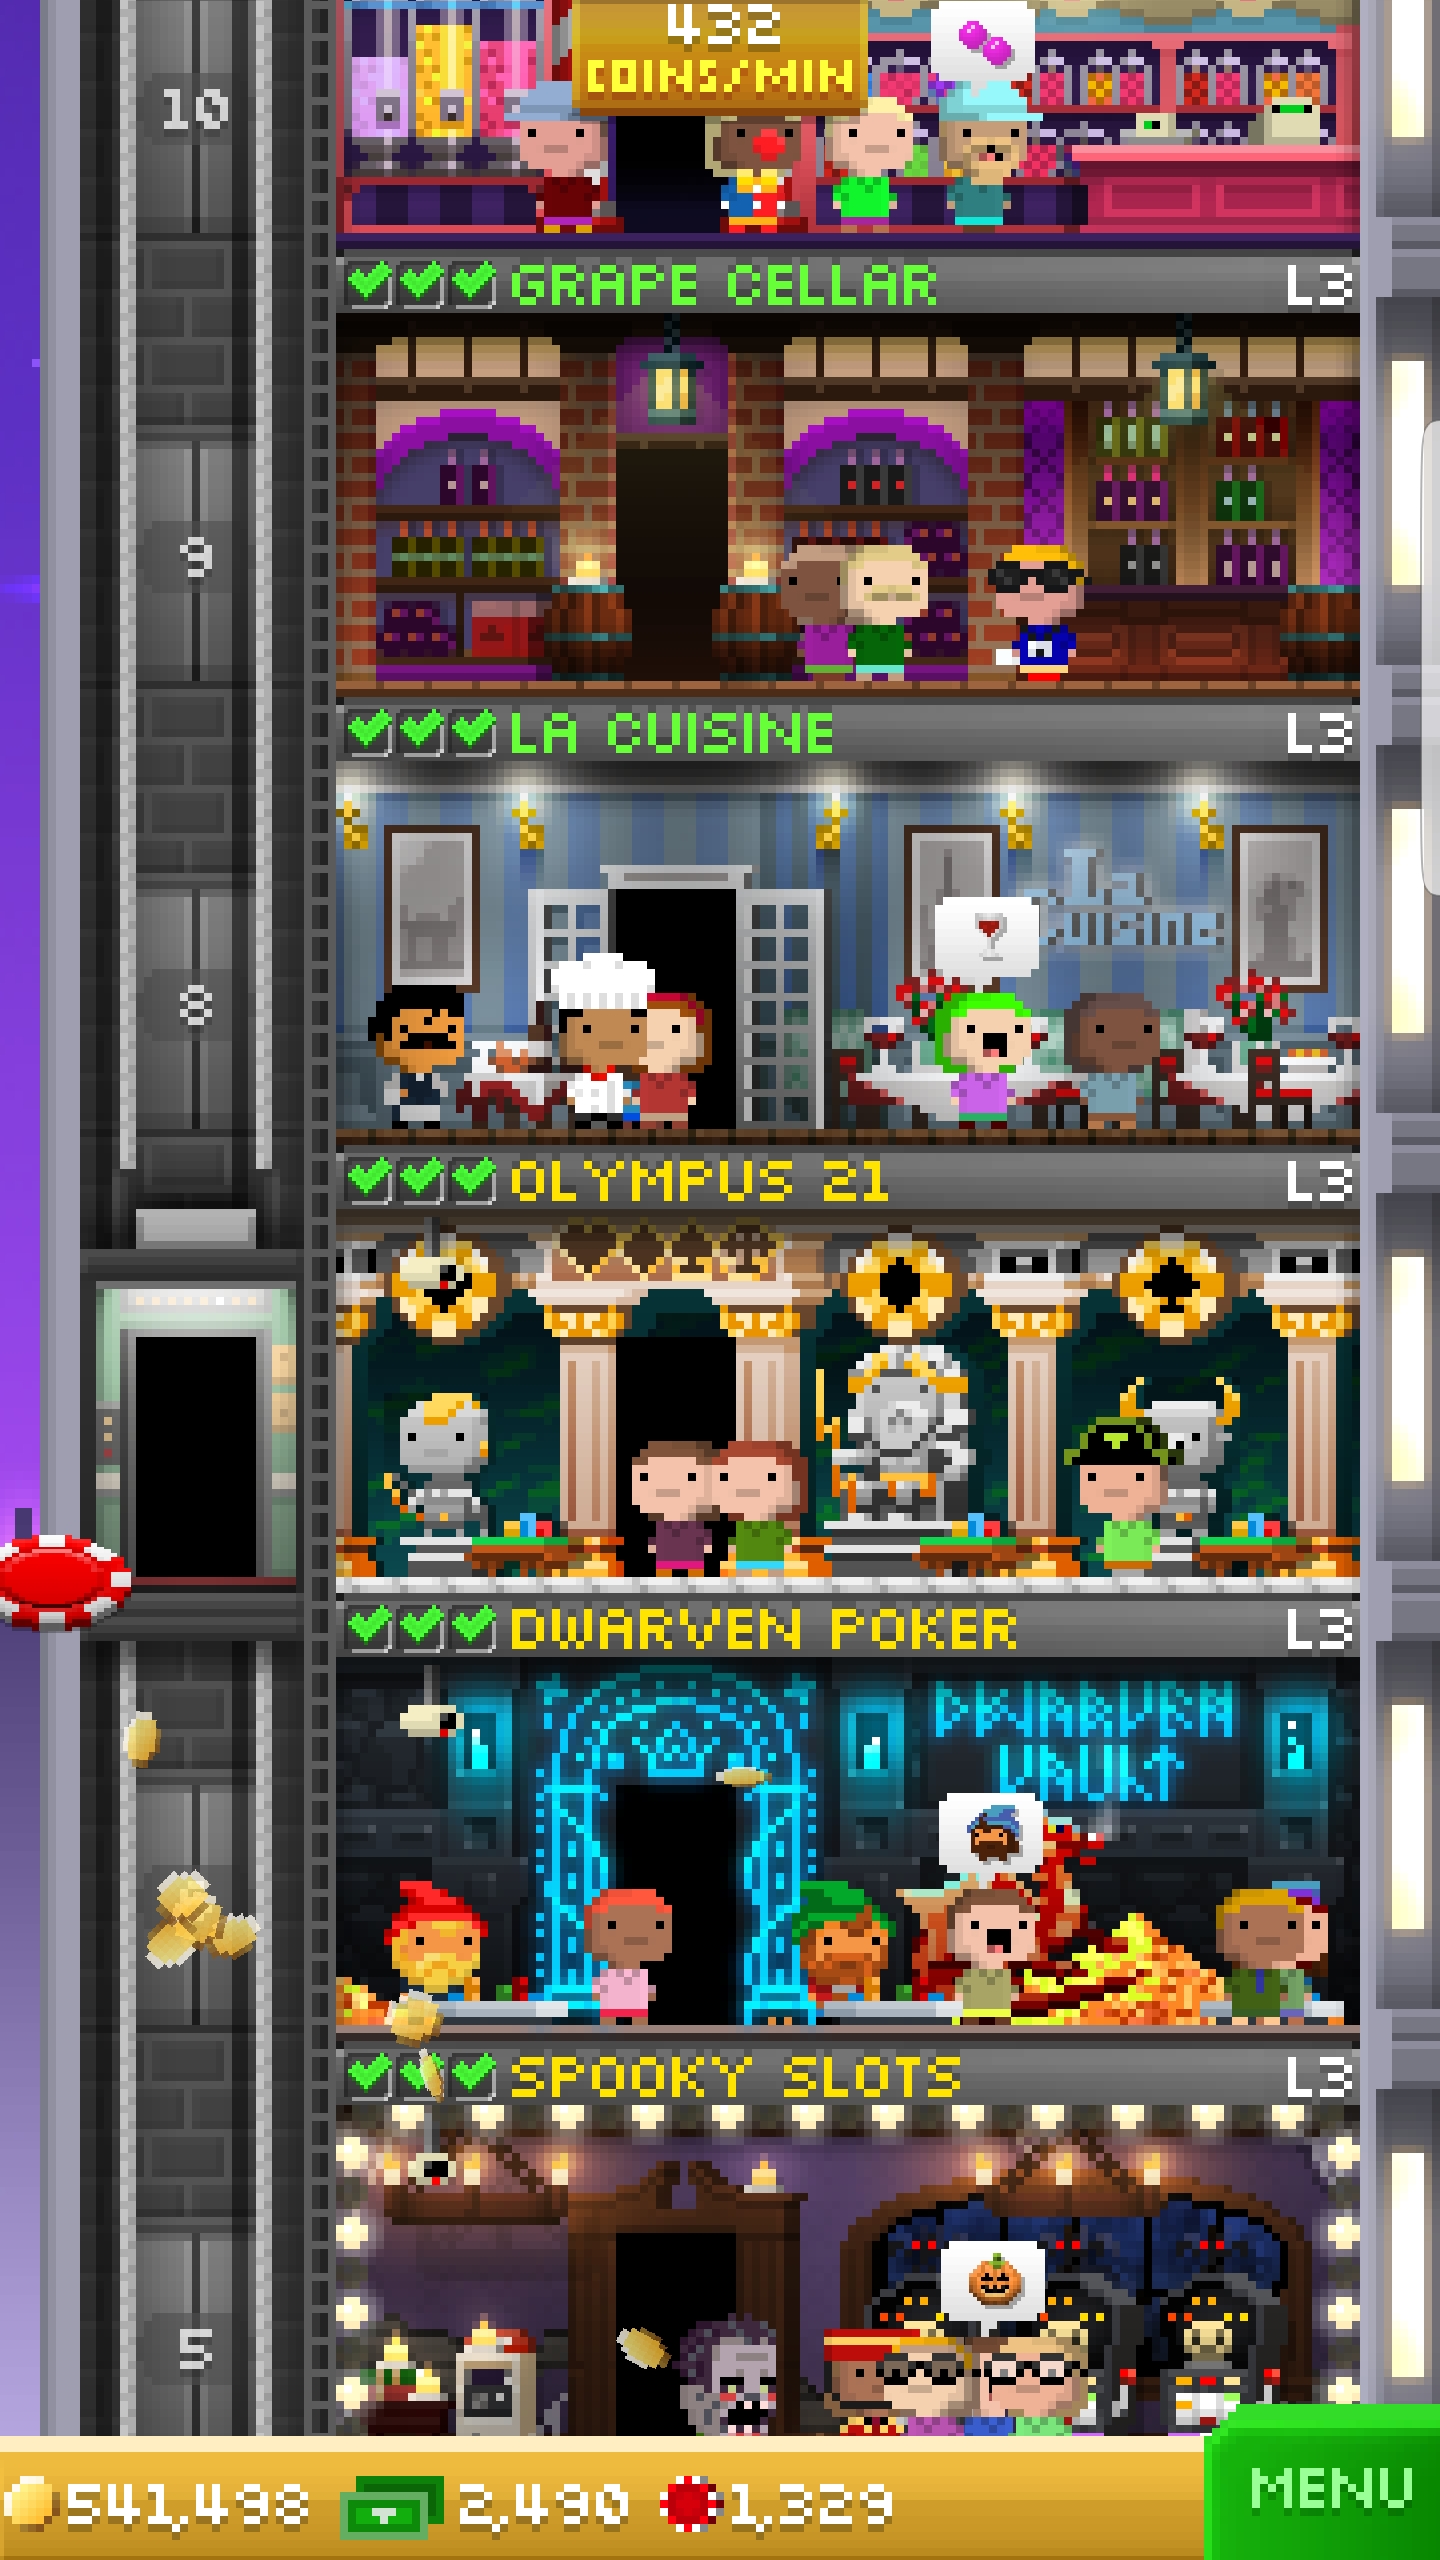 432
COINS/MIN
10
GRAPE CELLAR L3
9
LA CUISINE L3
La
Cuisine
8
OLYMPUS 21 L3
DWARVEN POKER L3
DWARVEN
VAULT
SPOOKY SLOTS L3
5
541,498 2,490 1,329
MENU